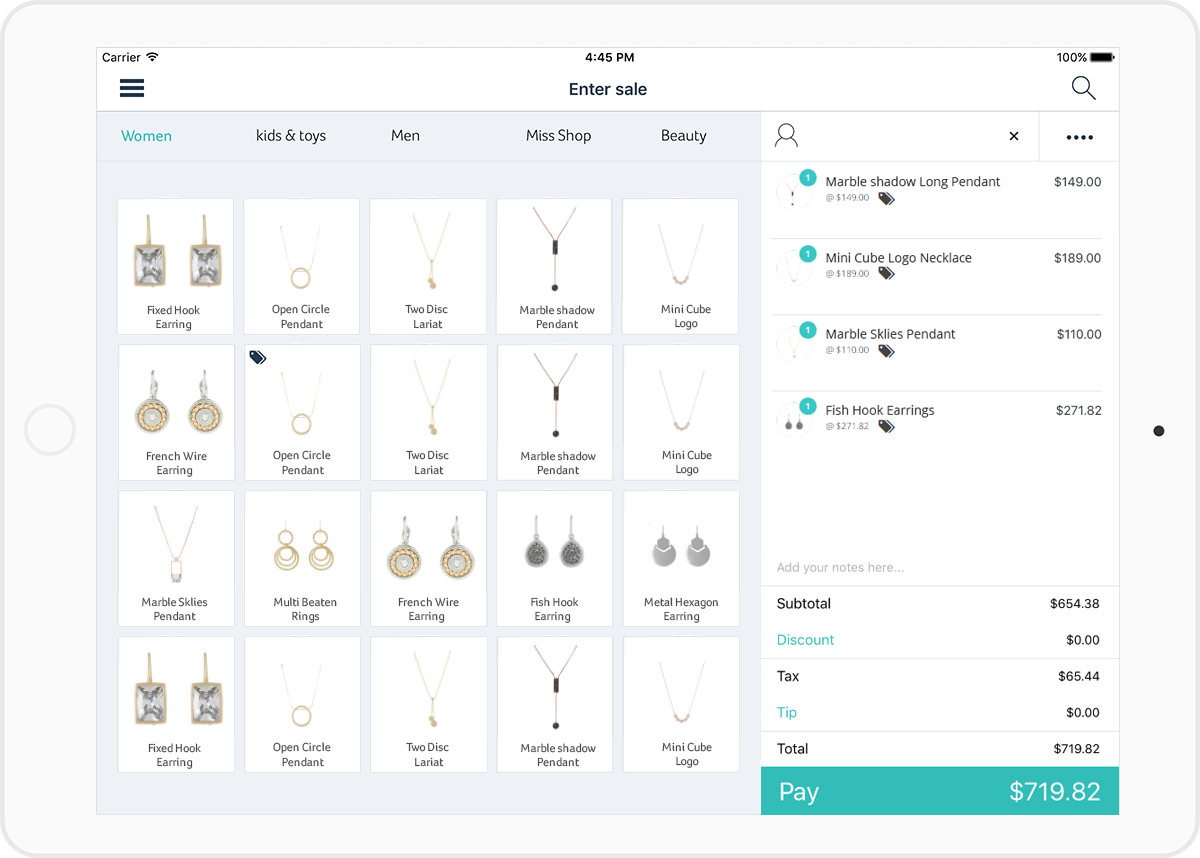 Carrier
4:45 PM
100%
Enter sale
Women
kids & toys
Men
Miss Shop
Beauty
Fixed Hook
Earring
Open Circle
Pendant
Two Disc
Lariat
Marble shadow
Pendant
Mini Cube
Logo
French Wire
Earring
Open Circle
Pendant
Two Disc
Lariat
Marble shadow
Pendant
Mini Cube
Logo
Marble Sklies
Pendant
Multi Beaten
Rings
French Wire
Earring
Fish Hook
Earring
Metal Hexagon
Earring
Fixed Hook
Earring
Open Circle
Pendant
Two Disc
Lariat
Marble shadow
Pendant
Mini Cube
Logo
1
Marble shadow Long Pendant $149.00
@ $149.00
1
Mini Cube Logo Necklace $189.00
@ $189.00
1
Marble Sklies Pendant $110.00
@ $110.00
1
Fish Hook Earrings $271.82
@ $271.82
Add your notes here...
Subtotal $654.38
Discount $0.00
Tax $65.44
Tip $0.00
Total $719.82
Pay $719.82